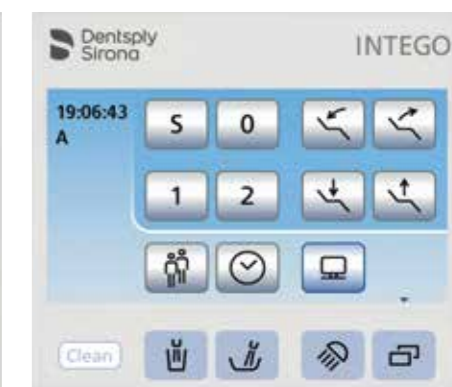 Dentsply
Sirona
INTEGO
19:06:43
A
S
0
1
2
Clean